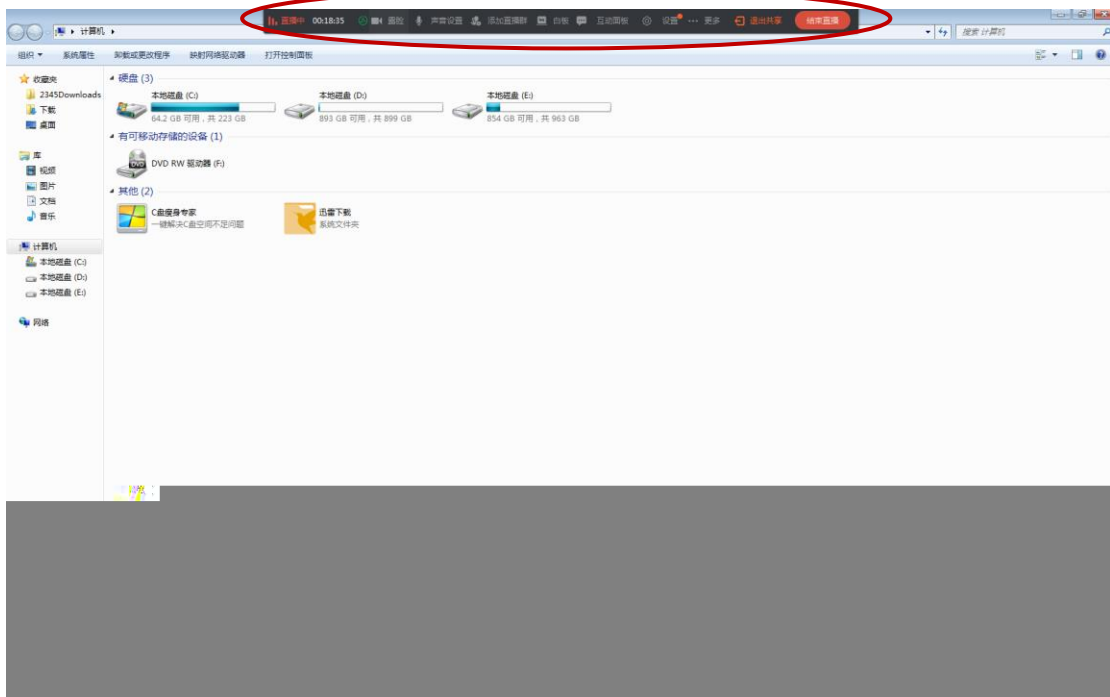 直播中 00:18:35 露脸 声音设置 添加直播群 白板 互动面板 设置 更多 退出共享 结束直播
计算机 搜索 计算机
组织 系统属性 卸载或更改程序 映射网络驱动器 打开控制面板
收藏夹
2345Downloads
下载
桌面
库
视频
图片
文档
音乐
计算机
本地磁盘 (C:)
本地磁盘 (D:)
本地磁盘 (E:)
网络
硬盘 (3)
本地磁盘 (C:) 本地磁盘 (D:) 本地磁盘 (E:)
64.2 GB 可用 , 共 223 GB 893 GB 可用 , 共 899 GB 854 GB 可用 , 共 963 GB
有可移动存储的设备 (1)
DVD RW 驱动器 (F:)
其他 (2)
C盘瘦身专家 迅雷下载
一键解决C盘空间不足问题 系统文件夹